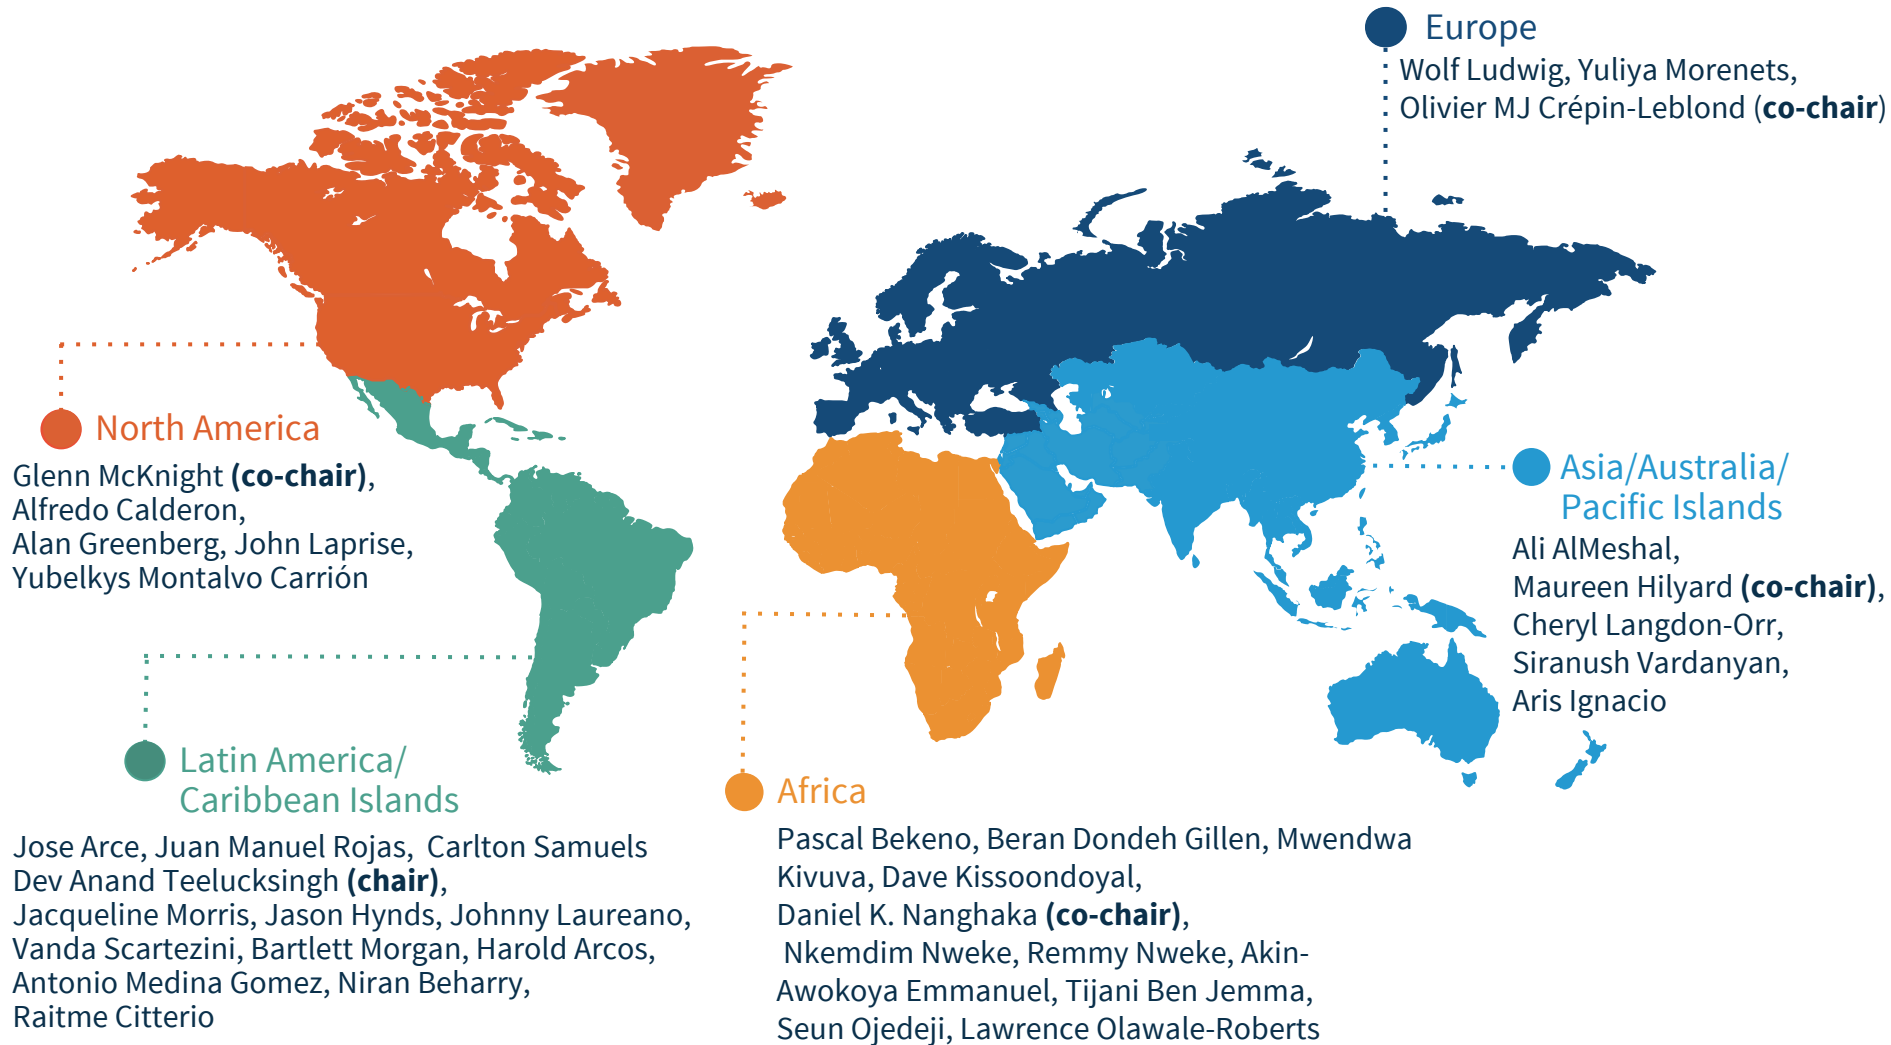 Europe
Wolf Ludwig, Yuliya Morenets,
Olivier MJ Crépin-Leblond (co-chair)
North America
Glenn McKnight (co-chair),
Alfredo Calderon,
Alan Greenberg, John Laprise,
Yubelkys Montalvo Carrión
Asia/Australia/
Pacific Islands
Ali AlMeshal,
Maureen Hilyard (co-chair),
Cheryl Langdon-Orr,
Siranush Vardanyan,
Aris Ignacio
Latin America/
Caribbean Islands
Jose Arce, Juan Manuel Rojas, Carlton Samuels
Dev Anand Teelucksingh (chair),
Jacqueline Morris, Jason Hynds, Johnny Laureano,
Vanda Scartezini, Bartlett Morgan, Harold Arcos,
Antonio Medina Gomez, Niran Beharry,
Raitme Citterio
Africa
Pascal Bekeno, Beran Dondeh Gillen, Mwendwa
Kivuva, Dave Kissoondoyal,
Daniel K. Nanghaka (co-chair),
Nkemdim Nweke, Remmy Nweke, Akin-
Awokoya Emmanuel, Tijani Ben Jemma,
Seun Ojedeji, Lawrence Olawale-Roberts